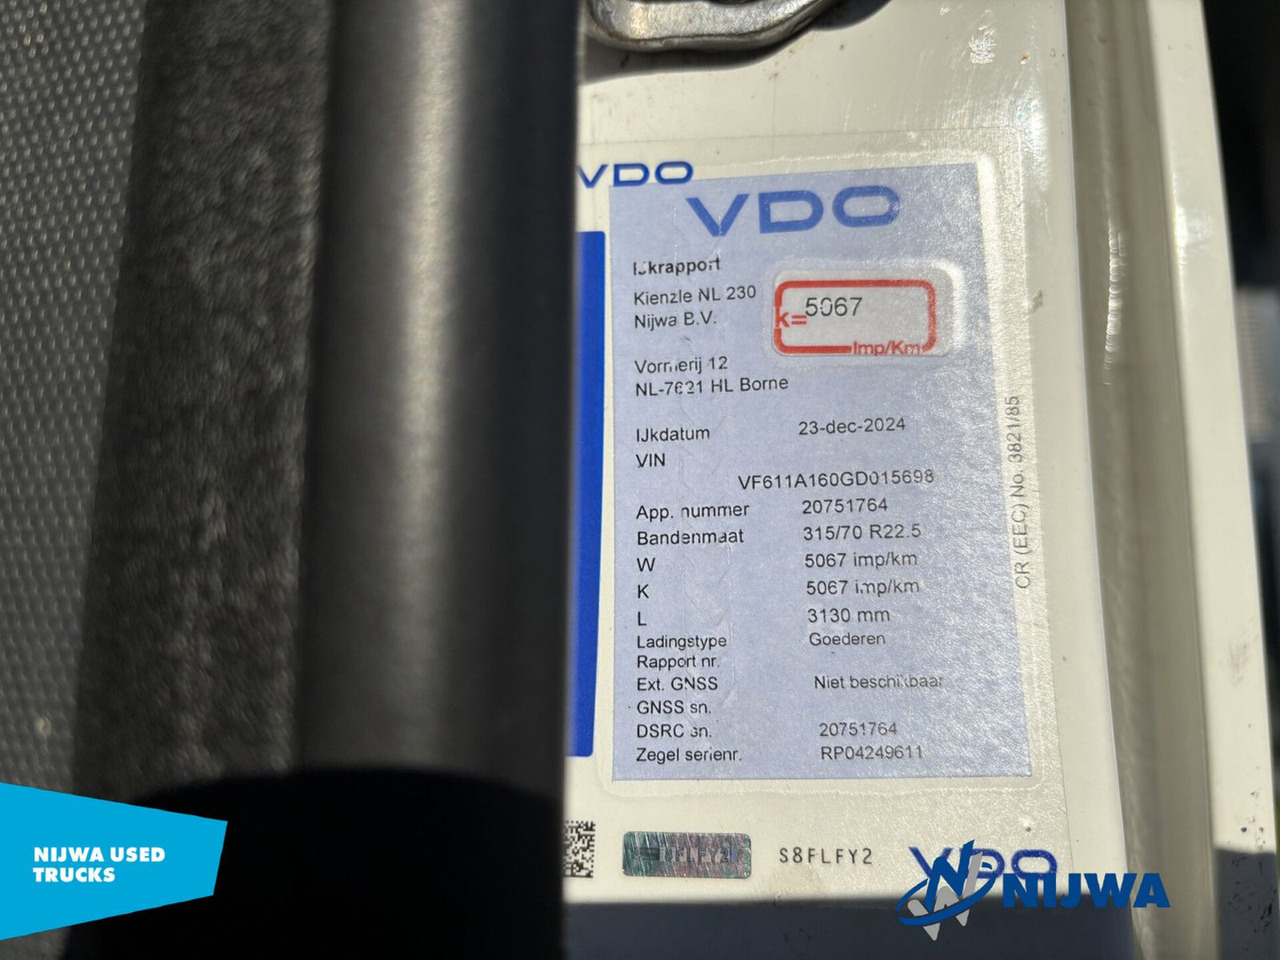 VDO
VDO
IJkrapport
Kienzle NL 230
Nijwa B.V.
k= 5067
Imp/Km
Vormerij 12
NL-7621 HL Borne
IJkdatum 23-dec-2024
VIN
VF611A160GD015698
App. nummer 20751764
Bandenmaat 315/70 R22.5
W 5067 imp/km
K 5067 imp/km
L 3130 mm
Ladingstype Goederen
Rapport nr.
Ext. GNSS Niet beschikbaar
GNSS sn.
DSRC sn. 20751764
Zegel serienr. RP04249611
CR (EEC) No. 3821/85
S8FLFY2
VDO
NIJWA USED
TRUCKS
NIJWA